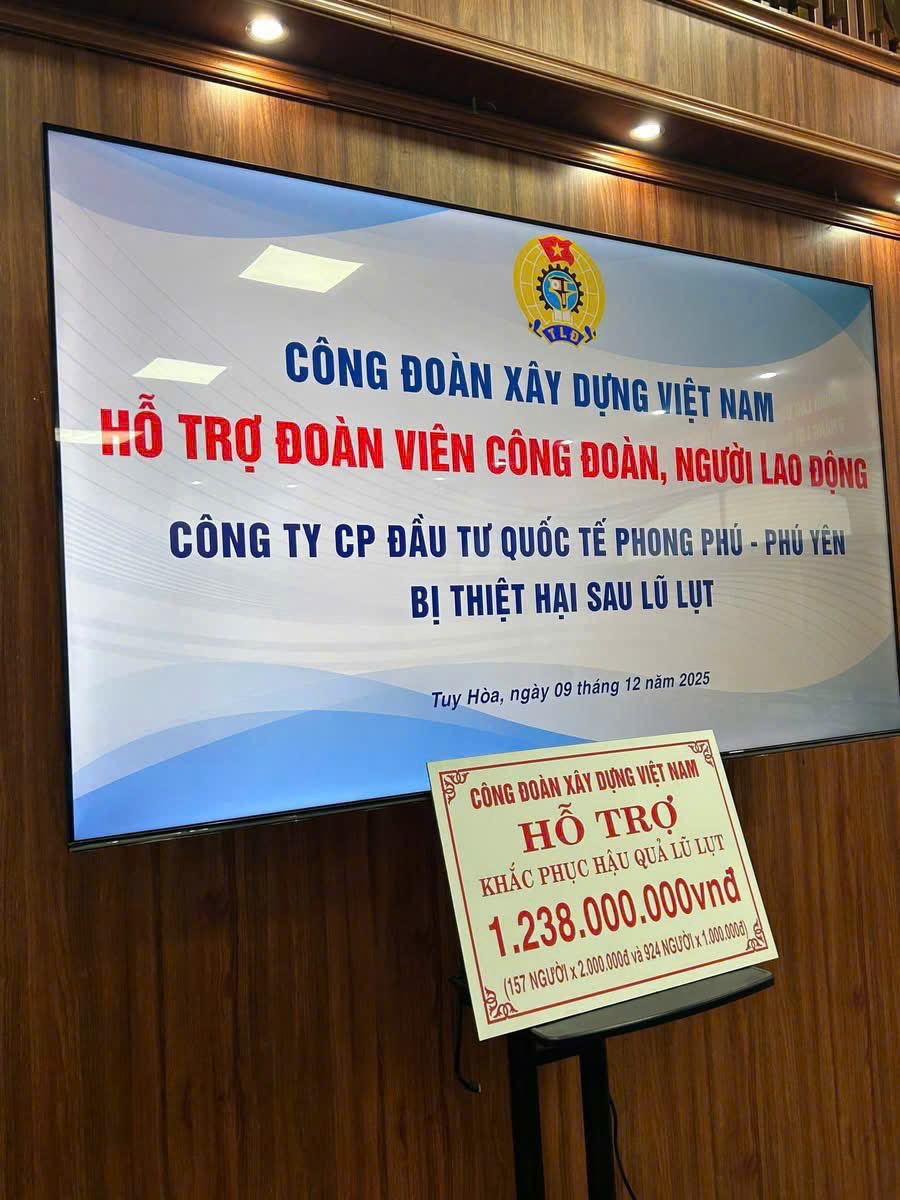 TLĐ
CÔNG ĐOÀN XÂY DỰNG VIỆT NAM
HỖ TRỢ ĐOÀN VIÊN CÔNG ĐOÀN, NGƯỜI LAO ĐỘNG
CÔNG TY CP ĐẦU TƯ QUỐC TẾ PHONG PHÚ - PHÚ YÊN
BỊ THIỆT HẠI SAU LŨ LỤT
Tuy Hòa, ngày 09 tháng 12 năm 2025
CÔNG ĐOÀN XÂY DỰNG VIỆT NAM
HỖ TRỢ
KHẮC PHỤC HẬU QUẢ LŨ LỤT
1.238.000.000vnđ
(157 NGƯỜI x 2.000.000đ và 924 NGƯỜI x 1.000.000đ)